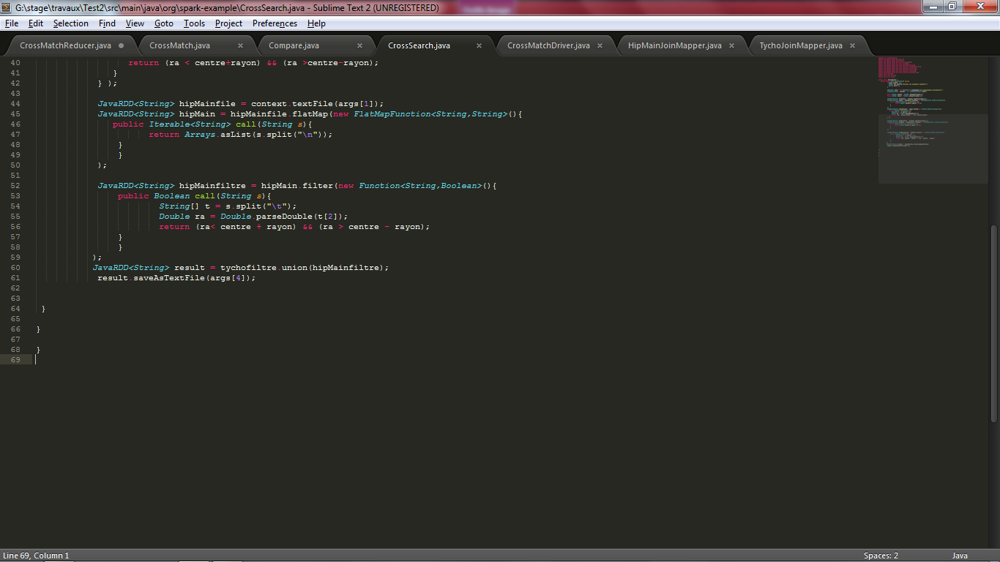 G:\stage\travaux\Test2\src\main\java\org\spark-example\CrossSearch.java - Sublime Text 2 (UNREGISTERED)
File Edit Selection Find View Goto Tools Project Preferences Help
CrossMatchReducer.java CrossMatch.java Compare.java CrossSearch.java CrossMatchDriver.java HipMainJoinMapper.java TychoJoinMapper.java
40 return (ra < centre+rayon) && (ra >centre-rayon);
41 }
42 } );
43
44 JavaRDD<String> hipMainfile = context.textFile(args[1]);
45 JavaRDD<String> hipMain = hipMainfile.flatMap(new FlatMapFunction<String,String>(){
46 public Iterable<String> call(String s){
47 return Arrays.asList(s.split("\n"));
48 }
49 }
50 );
51
52 JavaRDD<String> hipMainfiltre = hipMain.filter(new Function<String,Boolean>(){
53 public Boolean call(String s){
54 String[] t = s.split("\t");
55 Double ra = Double.parseDouble(t[2]);
56 return (ra< centre + rayon) && (ra > centre - rayon);
57 }
58 }
59 );
60 JavaRDD<String> result = tychofiltre.union(hipMainfiltre);
61 result.saveAsTextFile(args[4]);
62
63
64 }
65
66 }
67
68 }
69
Line 69, Column 1 Spaces: 2 Java